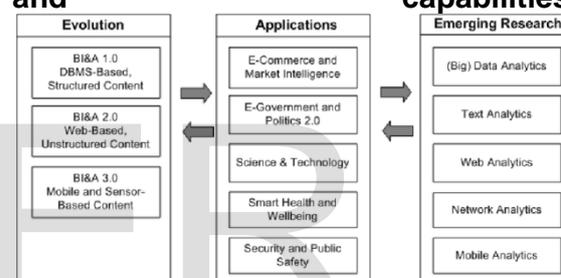 and
capabilities
Evolution
BI&A 1.0
DBMS-Based,
Structured Content
BI&A 2.0
Web-Based,
Unstructured Content
BI&A 3.0
Mobile and Sensor-
Based Content
Applications
E-Commerce and
Market Intelligence
E-Government and
Politics 2.0
Science & Technology
Smart Health and
Wellbeing
Security and Public
Safety
Emerging Research
(Big) Data Analytics
Text Analytics
Web Analytics
Network Analytics
Mobile Analytics